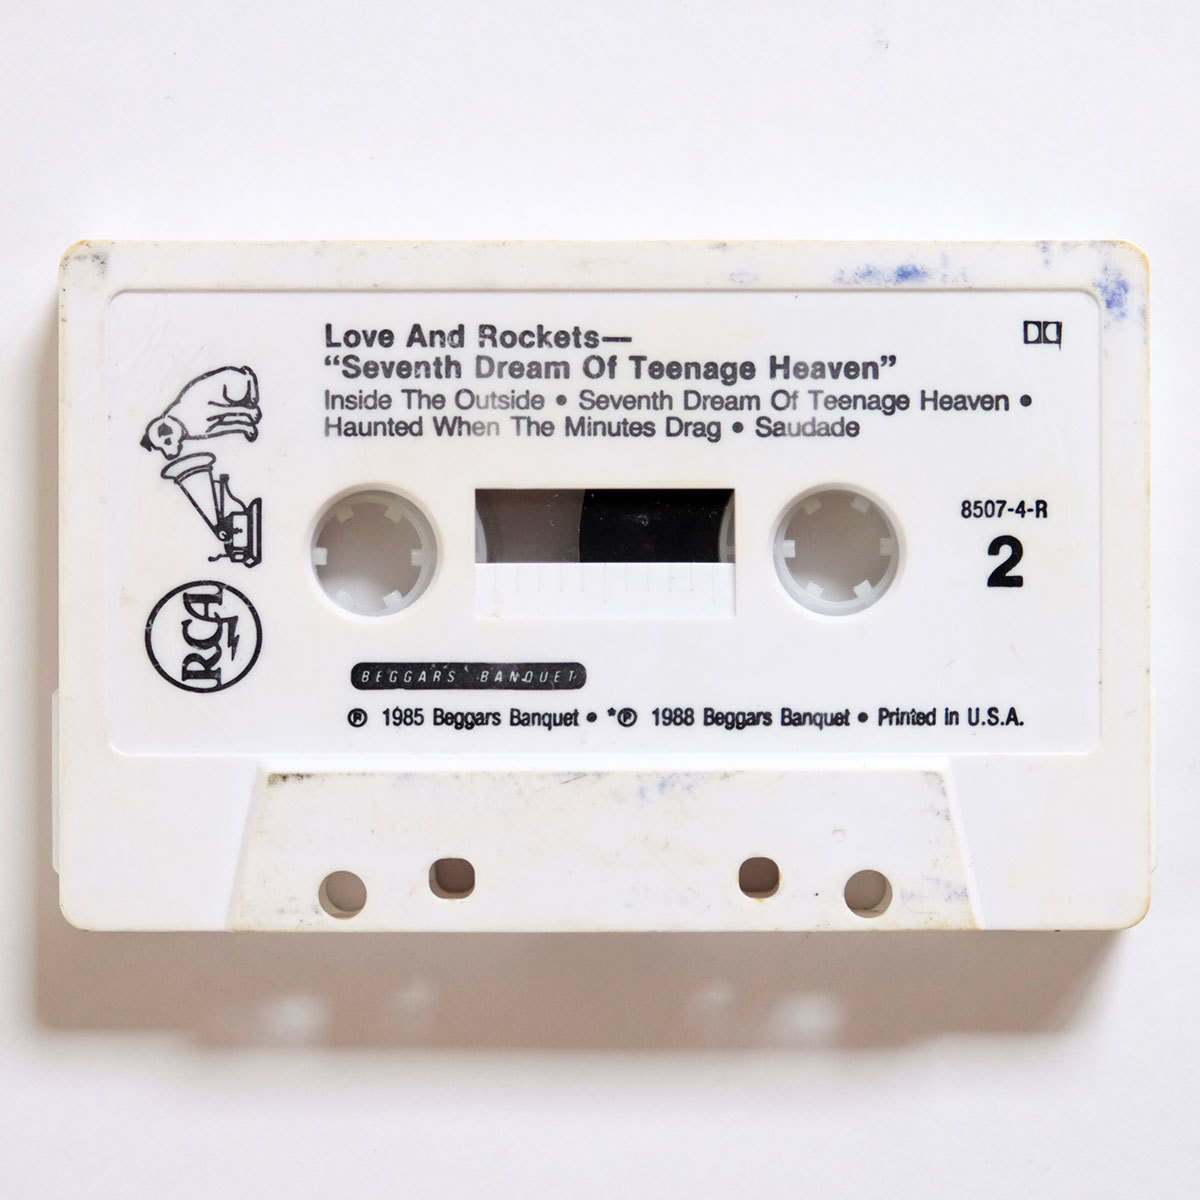 Love And Rockets—
“Seventh Dream Of Teenage Heaven”
Inside The Outside • Seventh Dream Of Teenage Heaven •
Haunted When The Minutes Drag • Saudade
8507-4-R
2
RCA
BEGGARS BANQUET
℗ 1985 Beggars Banquet • *℗ 1988 Beggars Banquet • Printed in U.S.A.